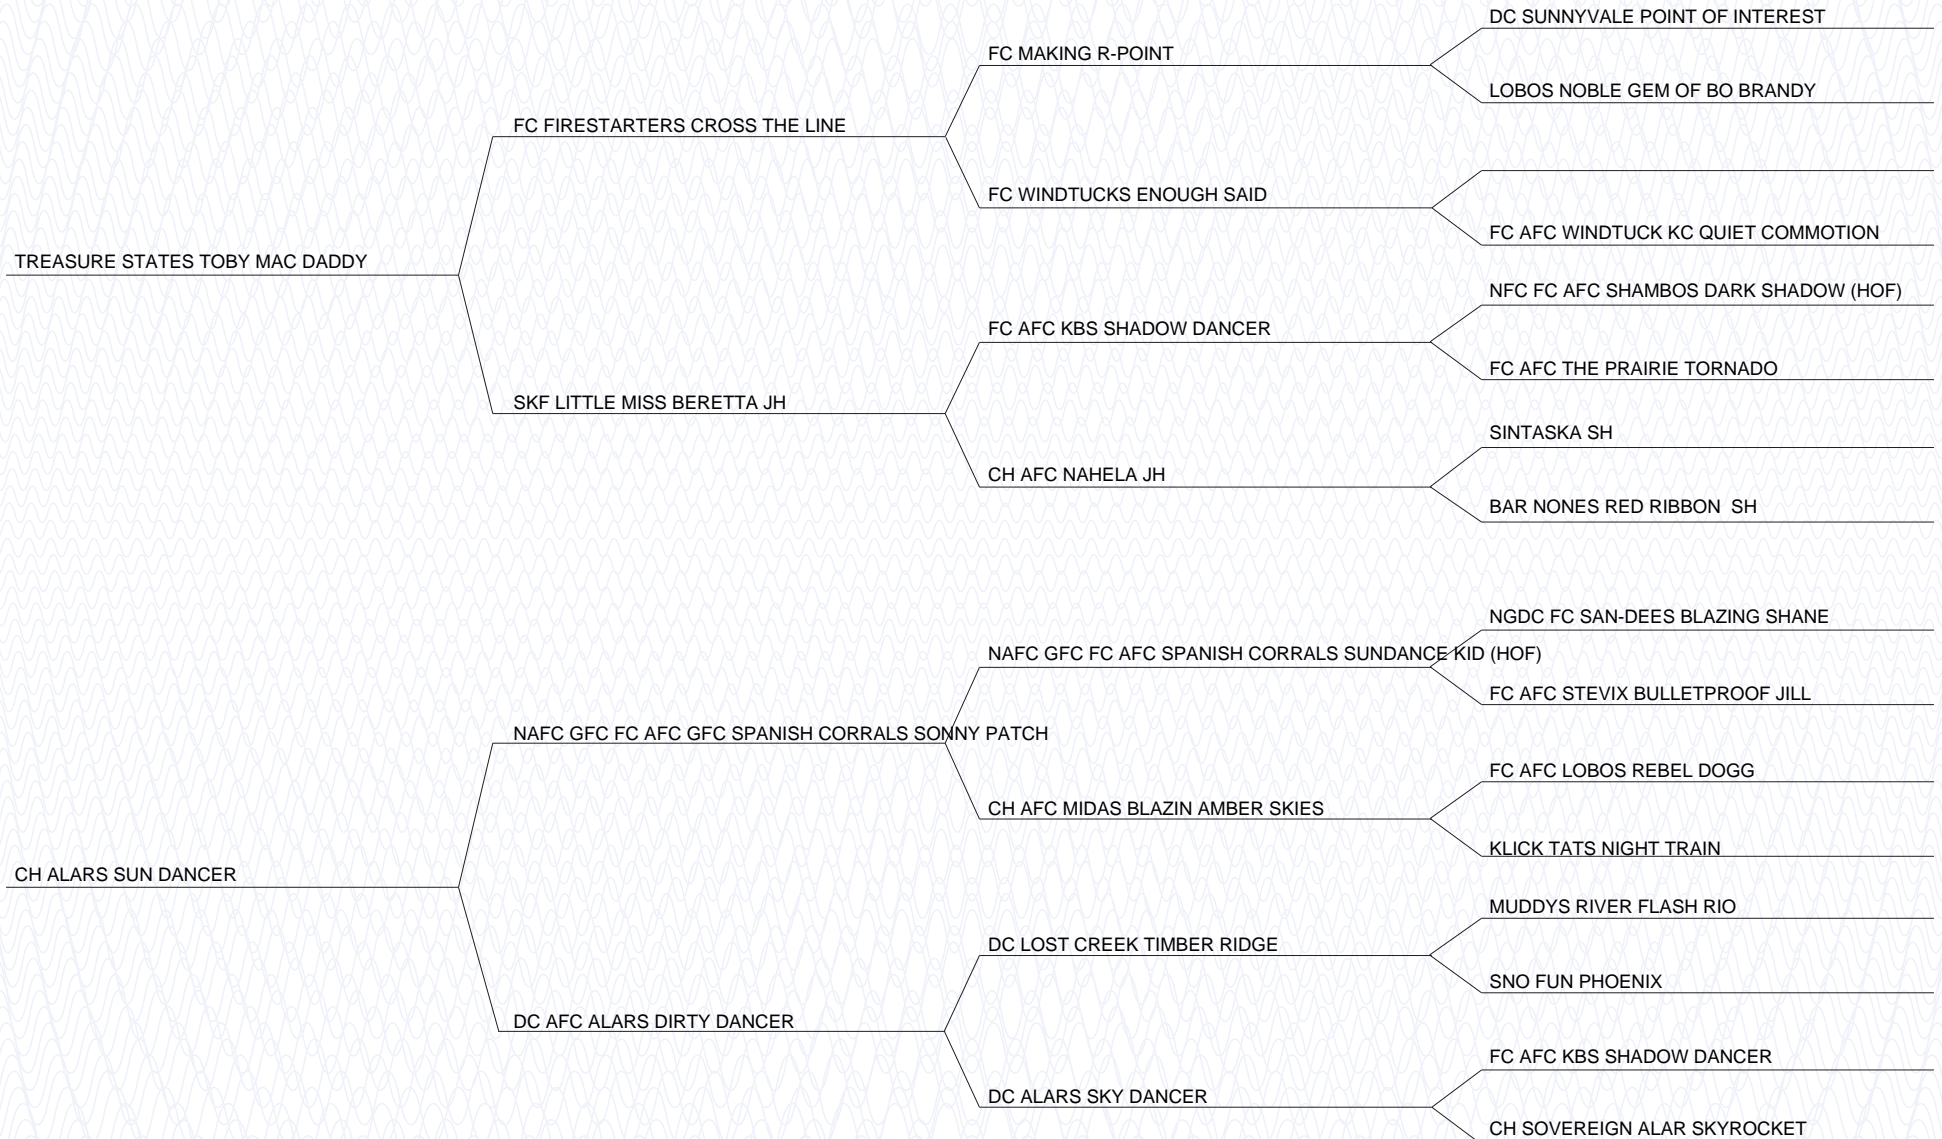 DC SUNNYVALE POINT OF INTEREST
FC MAKING R-POINT
LOBOS NOBLE GEM OF BO BRANDY
FC FIRESTARTERS CROSS THE LINE
FC WINDTUCKS ENOUGH SAID
FC AFC WINDTUCK KC QUIET COMMOTION
TREASURE STATES TOBY MAC DADDY
NFC FC AFC SHAMBOS DARK SHADOW (HOF)
FC AFC KBS SHADOW DANCER
FC AFC THE PRAIRIE TORNADO
SKF LITTLE MISS BERETTA JH
SINTASKA SH
CH AFC NAHELA JH
BAR NONES RED RIBBON  SH
NGDC FC SAN-DEES BLAZING SHANE
NAFC GFC FC AFC SPANISH CORRALS SUNDANCE KID (HOF)
FC AFC STEVIX BULLETPROOF JILL
NAFC GFC FC AFC GFC SPANISH CORRALS SONNY PATCH
FC AFC LOBOS REBEL DOGG
CH AFC MIDAS BLAZIN AMBER SKIES
KLICK TATS NIGHT TRAIN
CH ALARS SUN DANCER
MUDDYS RIVER FLASH RIO
DC LOST CREEK TIMBER RIDGE
SNO FUN PHOENIX
DC AFC ALARS DIRTY DANCER
FC AFC KBS SHADOW DANCER
DC ALARS SKY DANCER
CH SOVEREIGN ALAR SKYROCKET